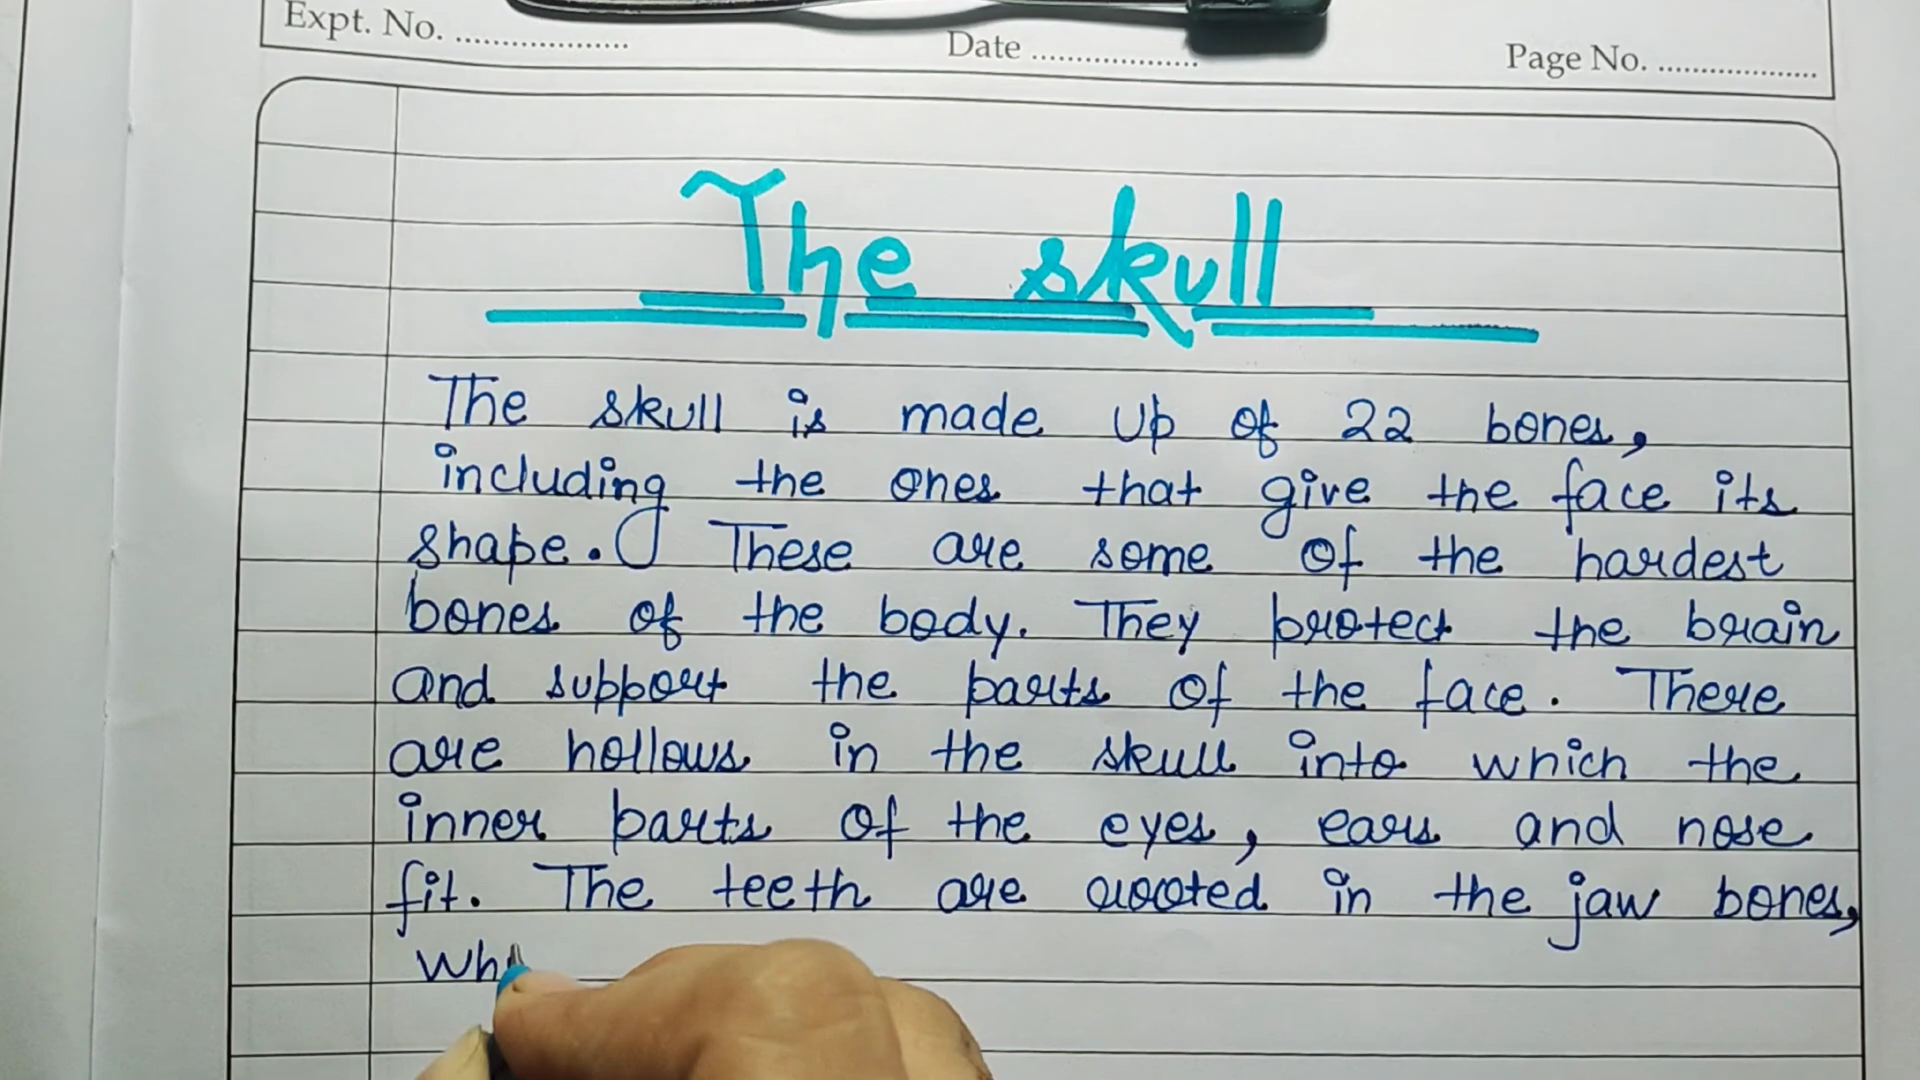 Expt. No. ................... Date ................... Page No. ...................
The skull
The skull is made up of 22 bones,
including the ones that give the face its
shape. These are some of the hardest
bones of the body. They protect the brain
and support the parts of the face. There
are hollows in the skull into which the
inner parts of the eyes, ears and nose
fit. The teeth are rooted in the jaw bones,